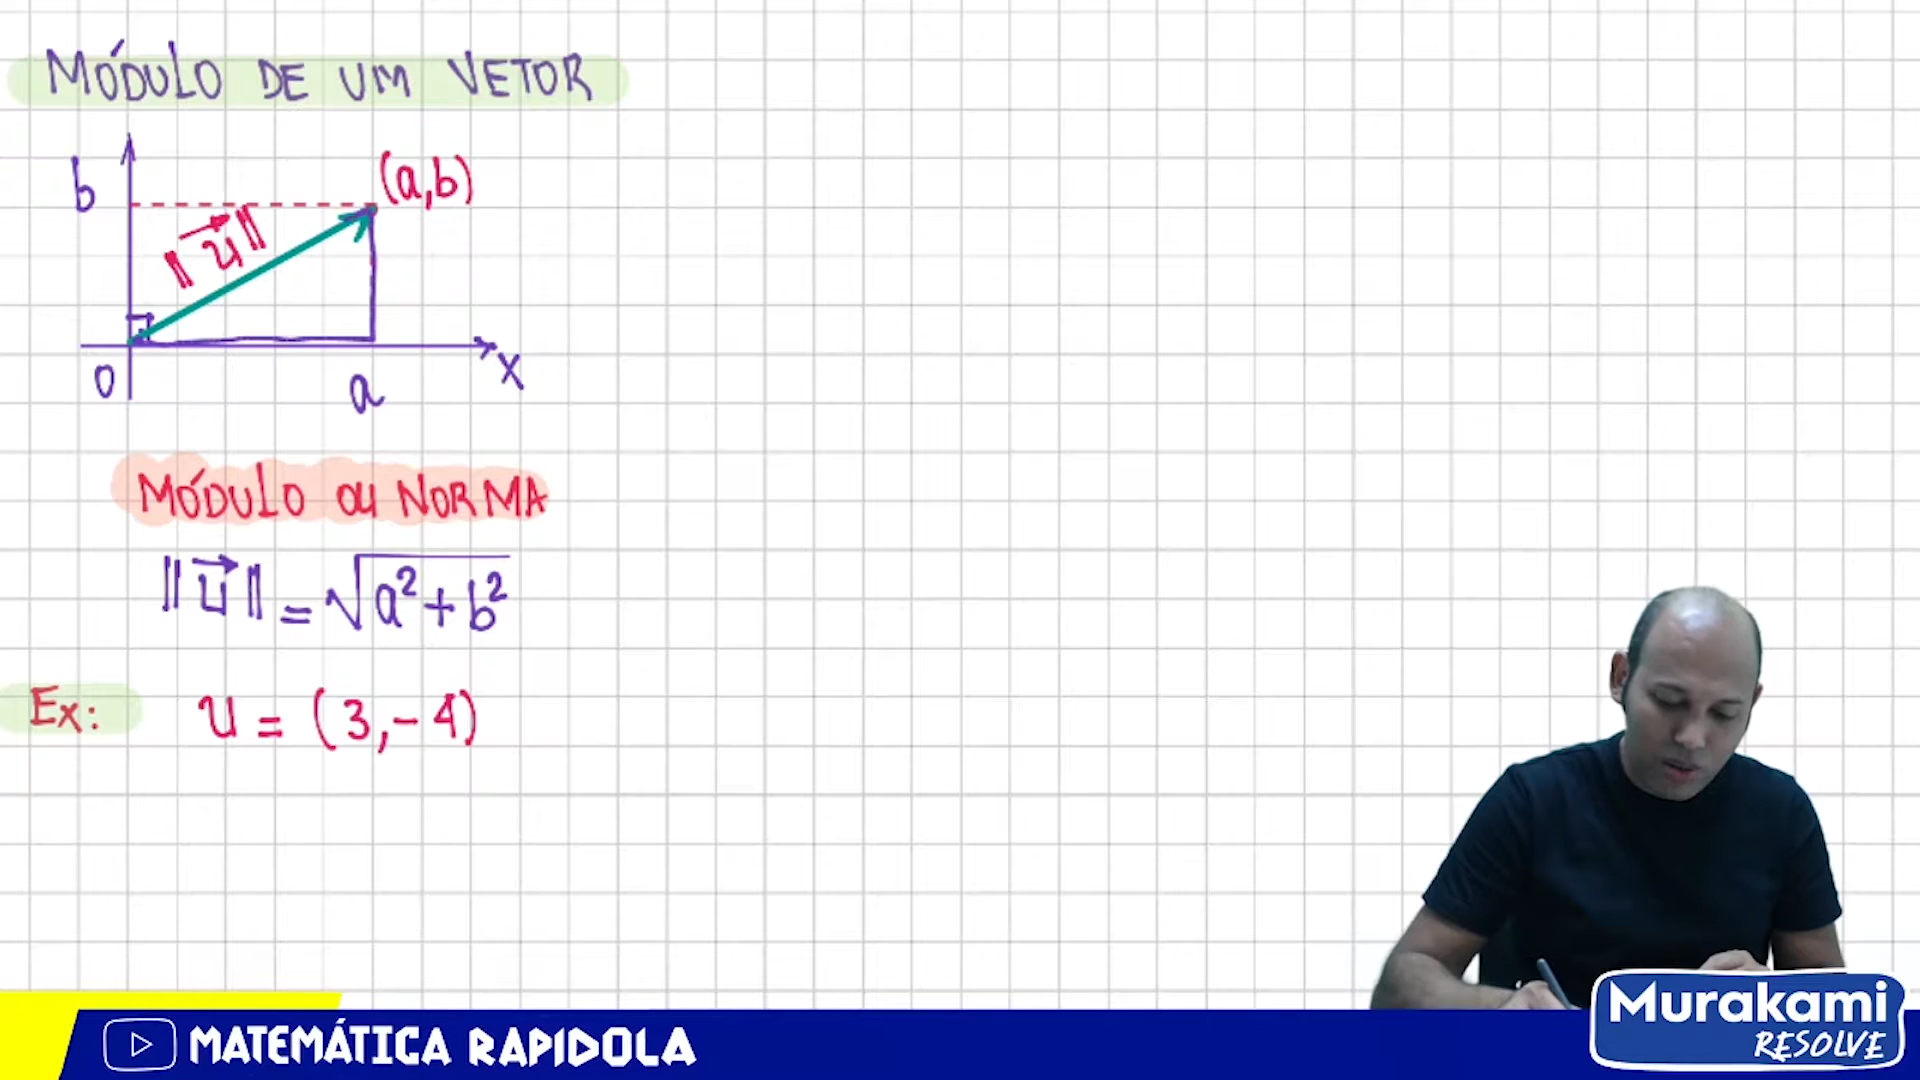 MÓDULO DE UM VETOR
b
(a,b)
‖u⃗‖
0
a
x
MÓDULO OU NORMA
‖u⃗‖ = √a²+b²
Ex: u = (3,-4)
MATEMÁTICA RAPIDOLA
Murakami
RESOLVE